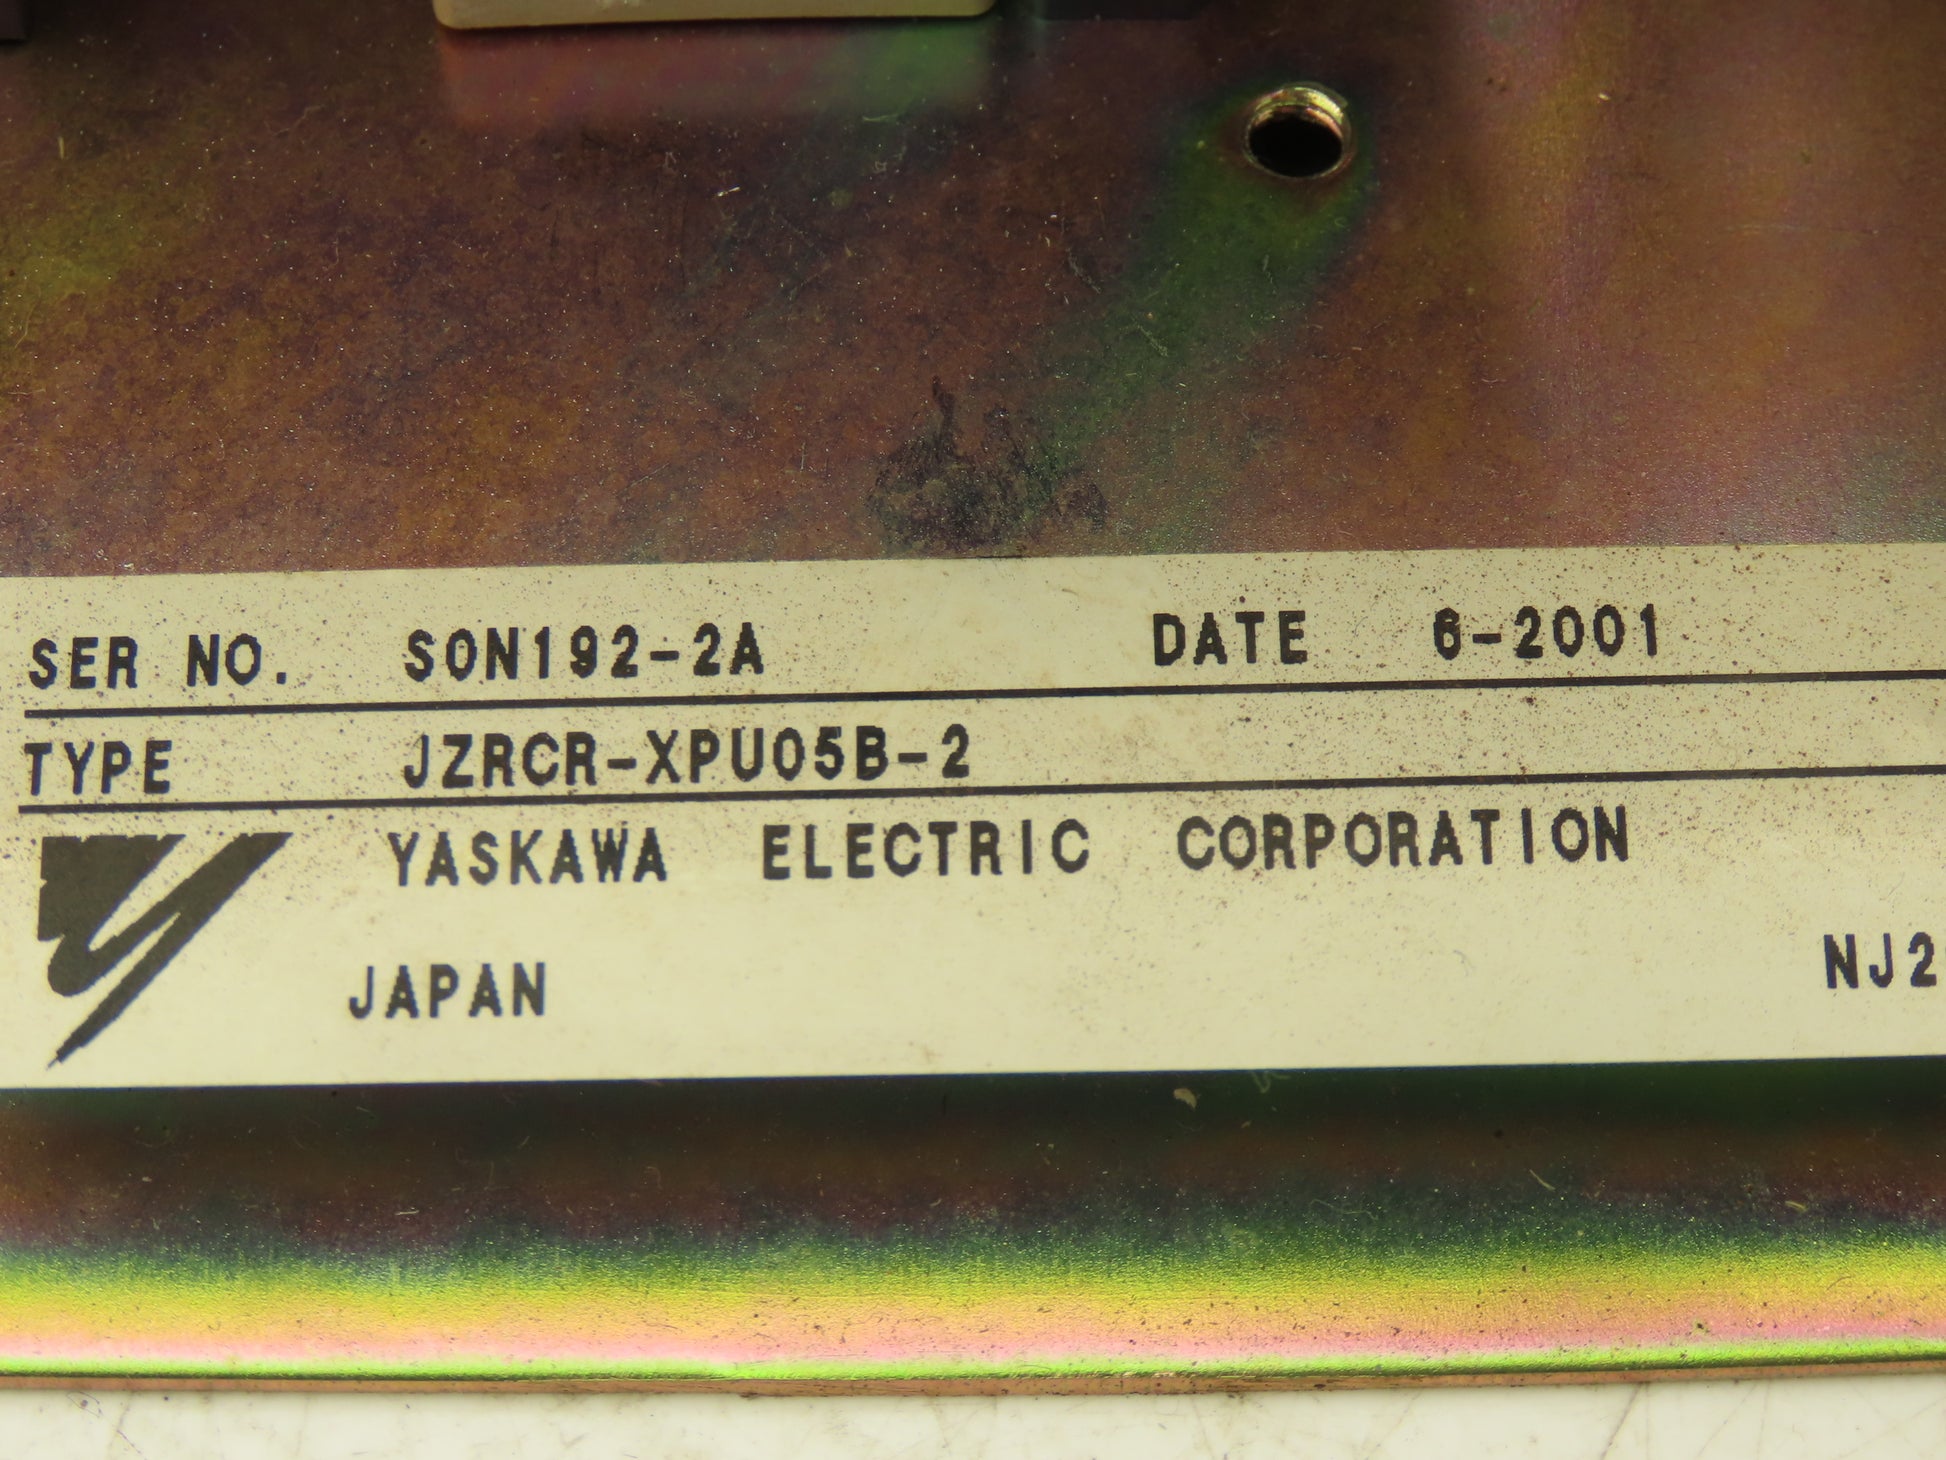 SER NO. S0N192-2A DATE 6-2001
TYPE JZRCR-XPU05B-2
YASKAWA ELECTRIC CORPORATION
JAPAN NJ2